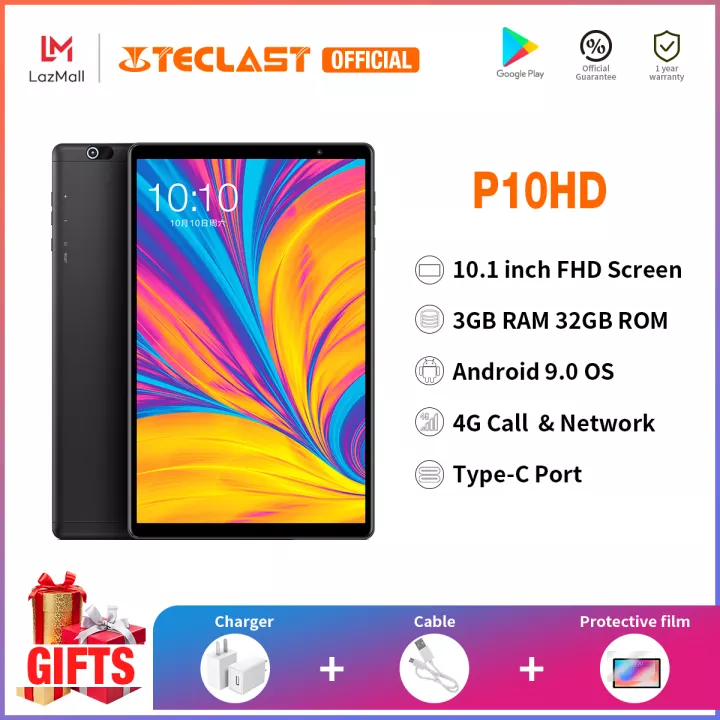 LM
LazMall
TECLAST OFFICIAL
Google Play
%
Official
Guarantee
1 year
warranty
10:10
10月10日周六
P10HD
10.1 inch FHD Screen
3GB RAM 32GB ROM
Android 9.0 OS
4G
4G Call & Network
Type-C Port
GIFTS
Charger
Cable
Protective film
+
+